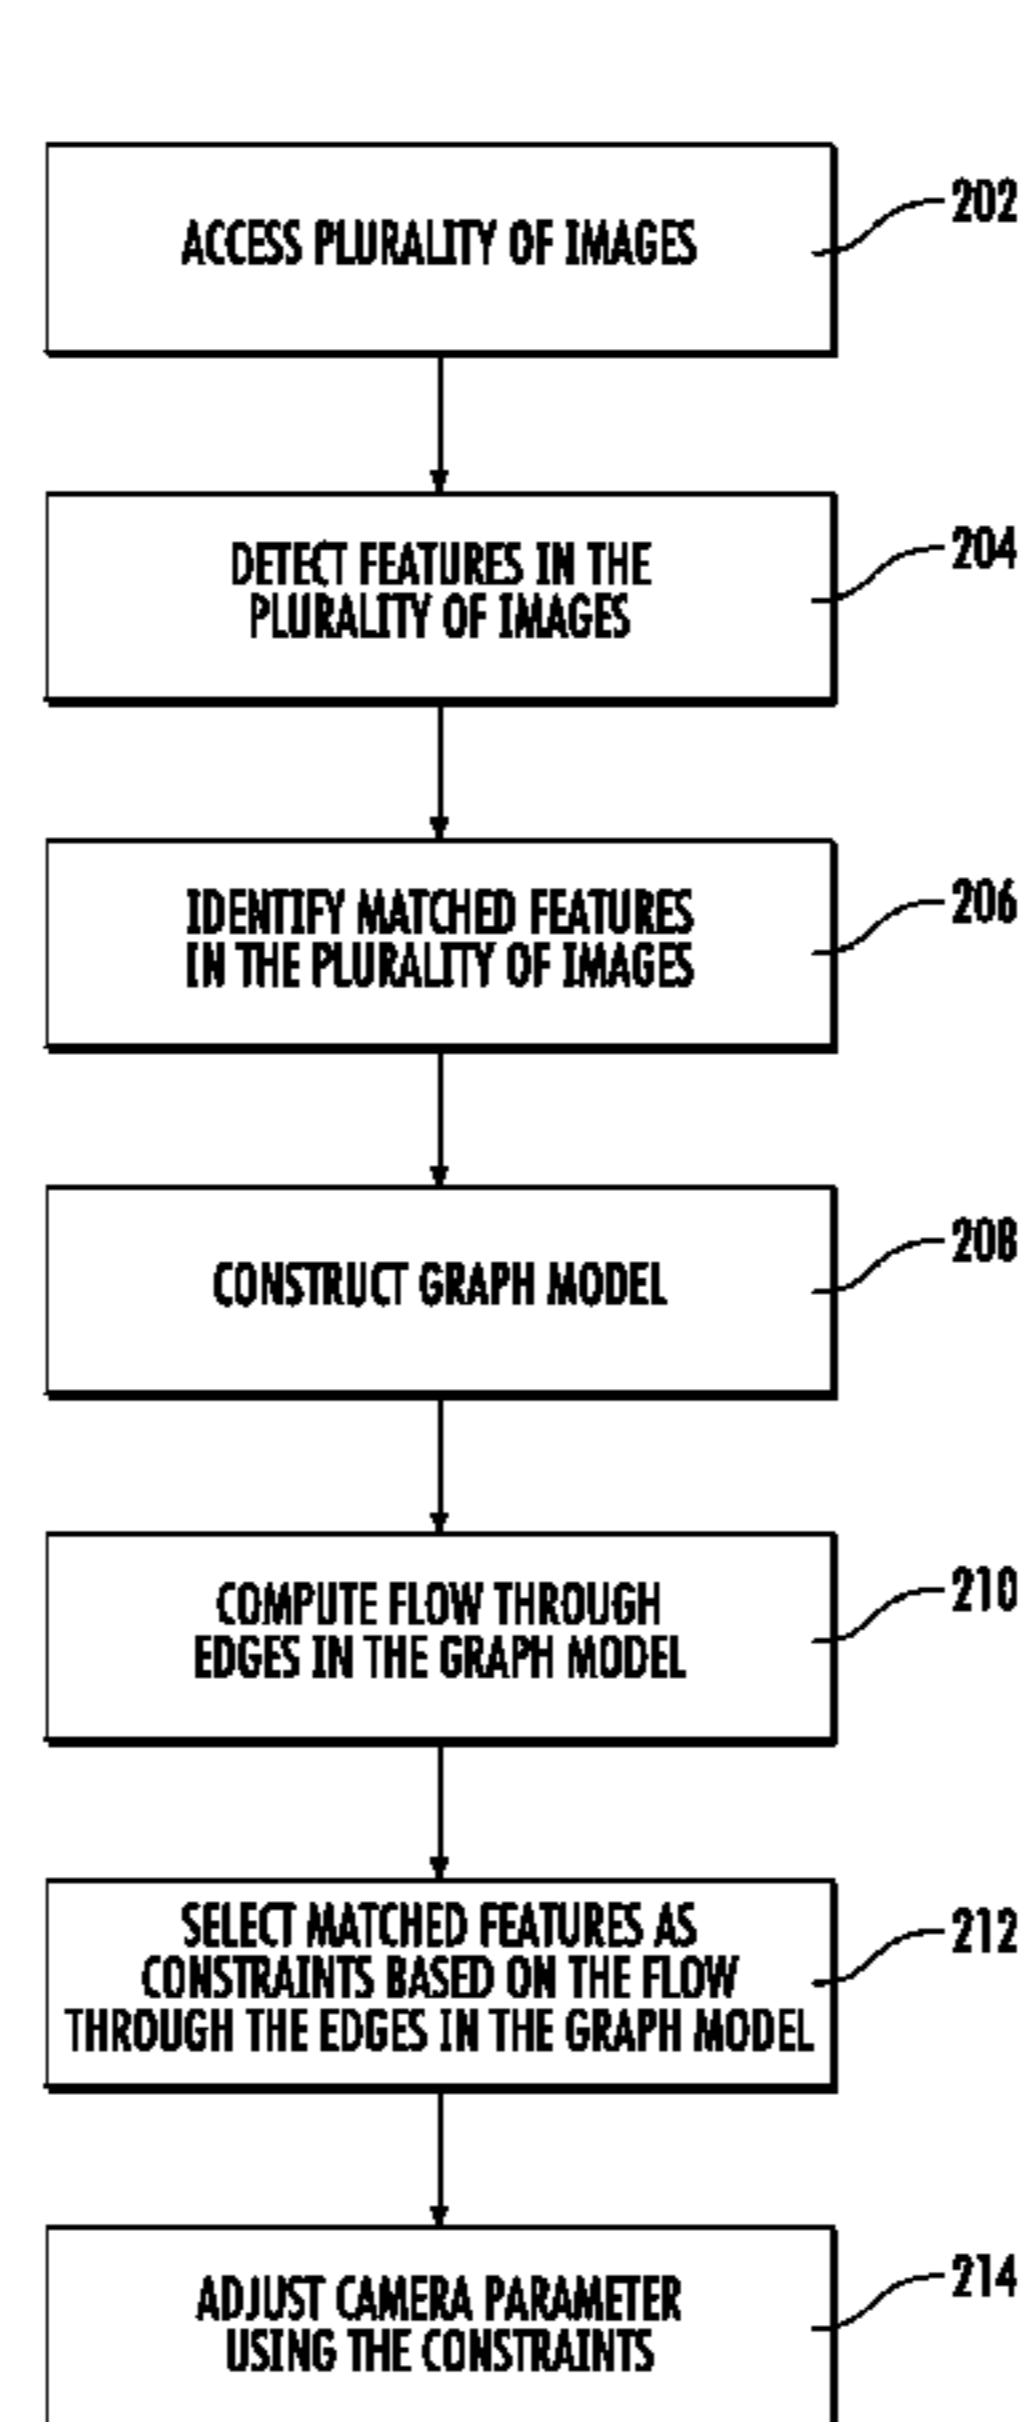 ACCESS PLURALITY OF IMAGES
202
DETECT FEATURES IN THE
PLURALITY OF IMAGES
204
IDENTIFY MATCHED FEATURES
IN THE PLURALITY OF IMAGES
206
CONSTRUCT GRAPH MODEL
208
COMPUTE FLOW THROUGH
EDGES IN THE GRAPH MODEL
210
SELECT MATCHED FEATURES AS
CONSTRAINTS BASED ON THE FLOW
THROUGH THE EDGES IN THE GRAPH MODEL
212
ADJUST CAMERA PARAMETER
USING THE CONSTRAINTS
214